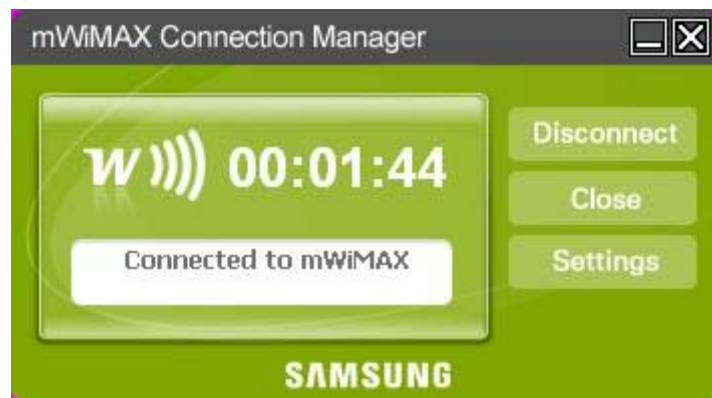 mWiMAX Connection Manager
W 00:01:44
Connected to mWiMAX
Disconnect
Close
Settings
SAMSUNG